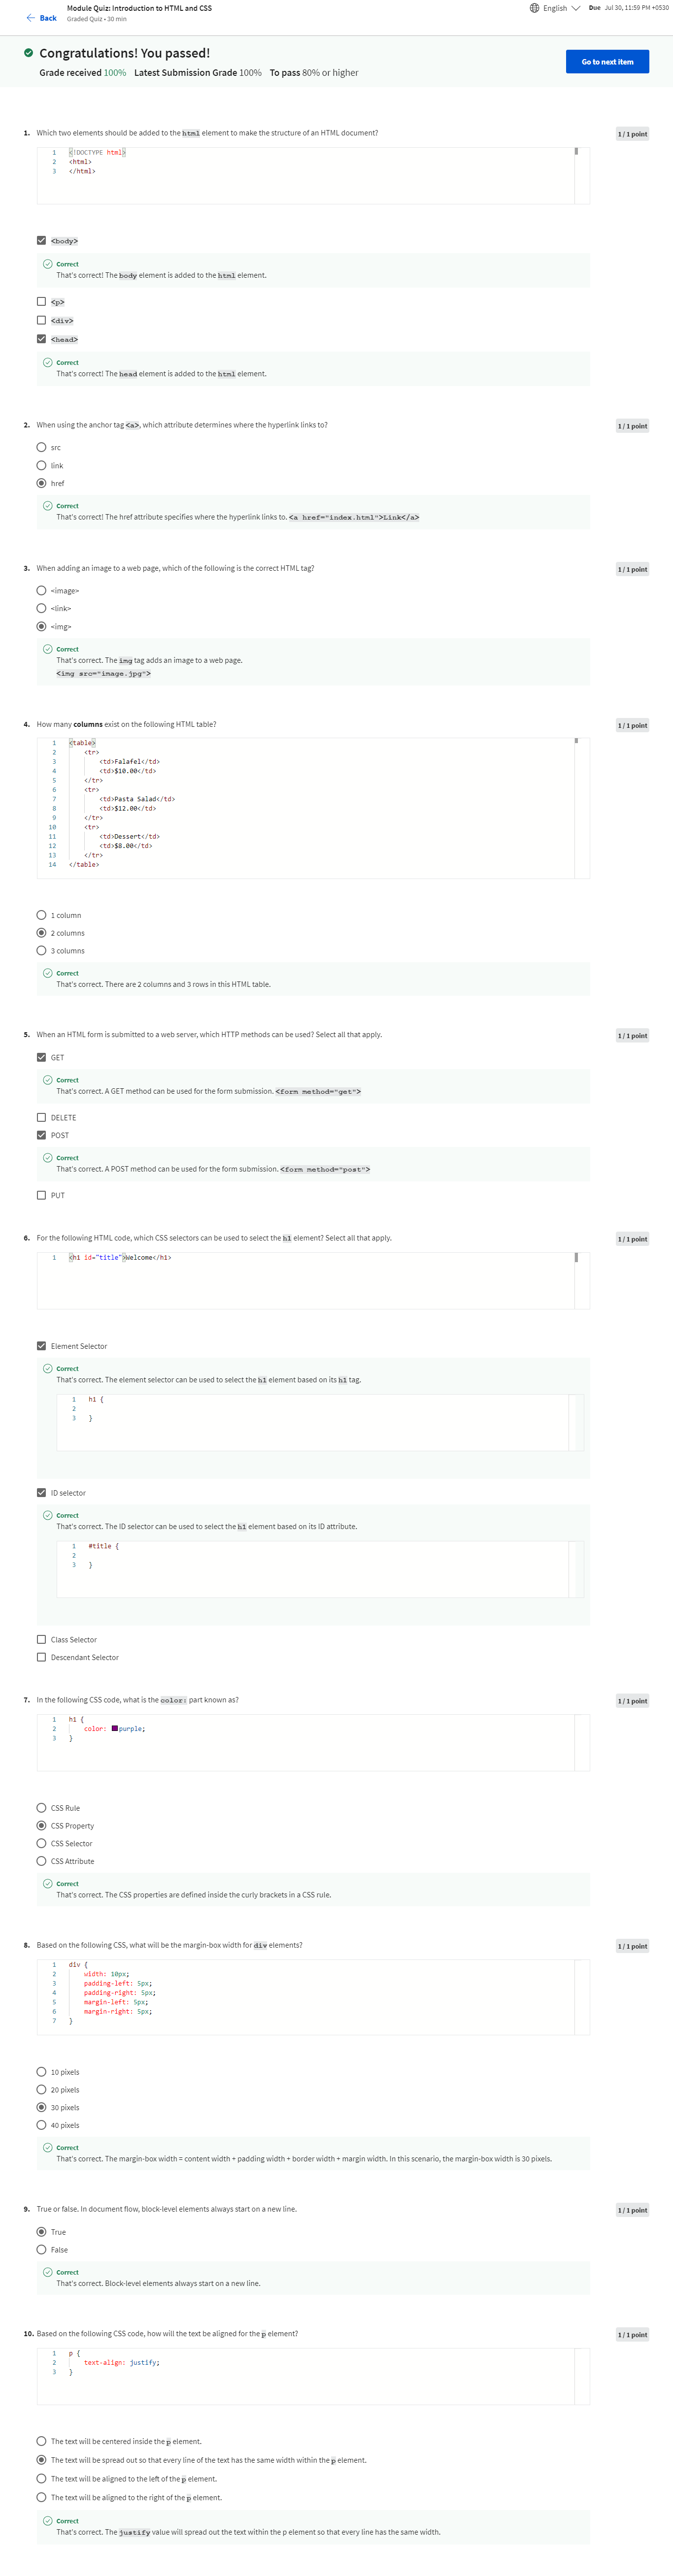 Back
Module Quiz: Introduction to HTML and CSS
Graded Quiz • 30 min
English
Due Jul 30, 11:59 PM +0530
Congratulations! You passed!
Grade received 100% Latest Submission Grade 100% To pass 80% or higher
Go to next item
1. Which two elements should be added to the html element to make the structure of an HTML document?
1 / 1 point
1 <!DOCTYPE html>
2 <html>
3 </html>
<body>
Correct
That's correct! The body element is added to the html element.
<p>
<div>
<head>
Correct
That's correct! The head element is added to the html element.
2. When using the anchor tag <a>, which attribute determines where the hyperlink links to?
1 / 1 point
src
link
href
Correct
That's correct! The href attribute specifies where the hyperlink links to. <a href="index.html">Link</a>
3. When adding an image to a web page, which of the following is the correct HTML tag?
1 / 1 point
<image>
<link>
<img>
Correct
That's correct. The img tag adds an image to a web page.
<img src="image.jpg">
4. How many columns exist on the following HTML table?
1 / 1 point
1 <table>
2 <tr>
3 <td>Falafel</td>
4 <td>$10.00</td>
5 </tr>
6 <tr>
7 <td>Pasta Salad</td>
8 <td>$12.00</td>
9 </tr>
10 <tr>
11 <td>Dessert</td>
12 <td>$8.00</td>
13 </tr>
14 </table>
1 column
2 columns
3 columns
Correct
That's correct. There are 2 columns and 3 rows in this HTML table.
5. When an HTML form is submitted to a web server, which HTTP methods can be used? Select all that apply.
1 / 1 point
GET
Correct
That's correct. A GET method can be used for the form submission. <form method="get">
DELETE
POST
Correct
That's correct. A POST method can be used for the form submission. <form method="post">
PUT
6. For the following HTML code, which CSS selectors can be used to select the h1 element? Select all that apply.
1 / 1 point
1 <h1 id="title">Welcome</h1>
Element Selector
Correct
That's correct. The element selector can be used to select the h1 element based on its h1 tag.
1 h1 {
2
3 }
ID selector
Correct
That's correct. The ID selector can be used to select the h1 element based on its ID attribute.
1 #title {
2
3 }
Class Selector
Descendant Selector
7. In the following CSS code, what is the color: part known as?
1 / 1 point
1 h1 {
2 color: purple;
3 }
CSS Rule
CSS Property
CSS Selector
CSS Attribute
Correct
That's correct. The CSS properties are defined inside the curly brackets in a CSS rule.
8. Based on the following CSS, what will be the margin-box width for div elements?
1 / 1 point
1 div {
2 width: 10px;
3 padding-left: 5px;
4 padding-right: 5px;
5 margin-left: 5px;
6 margin-right: 5px;
7 }
10 pixels
20 pixels
30 pixels
40 pixels
Correct
That's correct. The margin-box width = content width + padding width + border width + margin width. In this scenario, the margin-box width is 30 pixels.
9. True or false. In document flow, block-level elements always start on a new line.
1 / 1 point
True
False
Correct
That's correct. Block-level elements always start on a new line.
10. Based on the following CSS code, how will the text be aligned for the p element?
1 / 1 point
1 p {
2 text-align: justify;
3 }
The text will be centered inside the p element.
The text will be spread out so that every line of the text has the same width within the p element.
The text will be aligned to the left of the p element.
The text will be aligned to the right of the p element.
Correct
That's correct. The justify value will spread out the text within the p element so that every line has the same width.